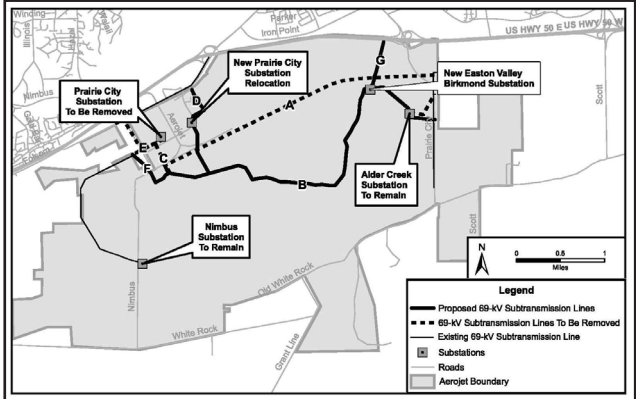 Winding
Illinois
Hazel
Main
Parker
Iron Point
US HWY 50 E
US HWY 50 W
Nimbus
Folsom
New Prairie City
Substation
Relocation
Prairie City
Substation
To Be Removed
New Easton Valley
Birkmond Substation
G
D
A
Aerojet
E
C
F
B
Prairie City
Scott
Alder Creek
Substation
To Remain
Nimbus
Substation
To Remain
Scott
N
0 0.5 1
Miles
Nimbus
Old White Rock
White Rock
Grant Line
Legend
Proposed 69-kV Subtransmission Lines
69-kV Subtransmission Lines To Be Removed
Existing 69-kV Subtransmission Line
Substations
Roads
Aerojet Boundary